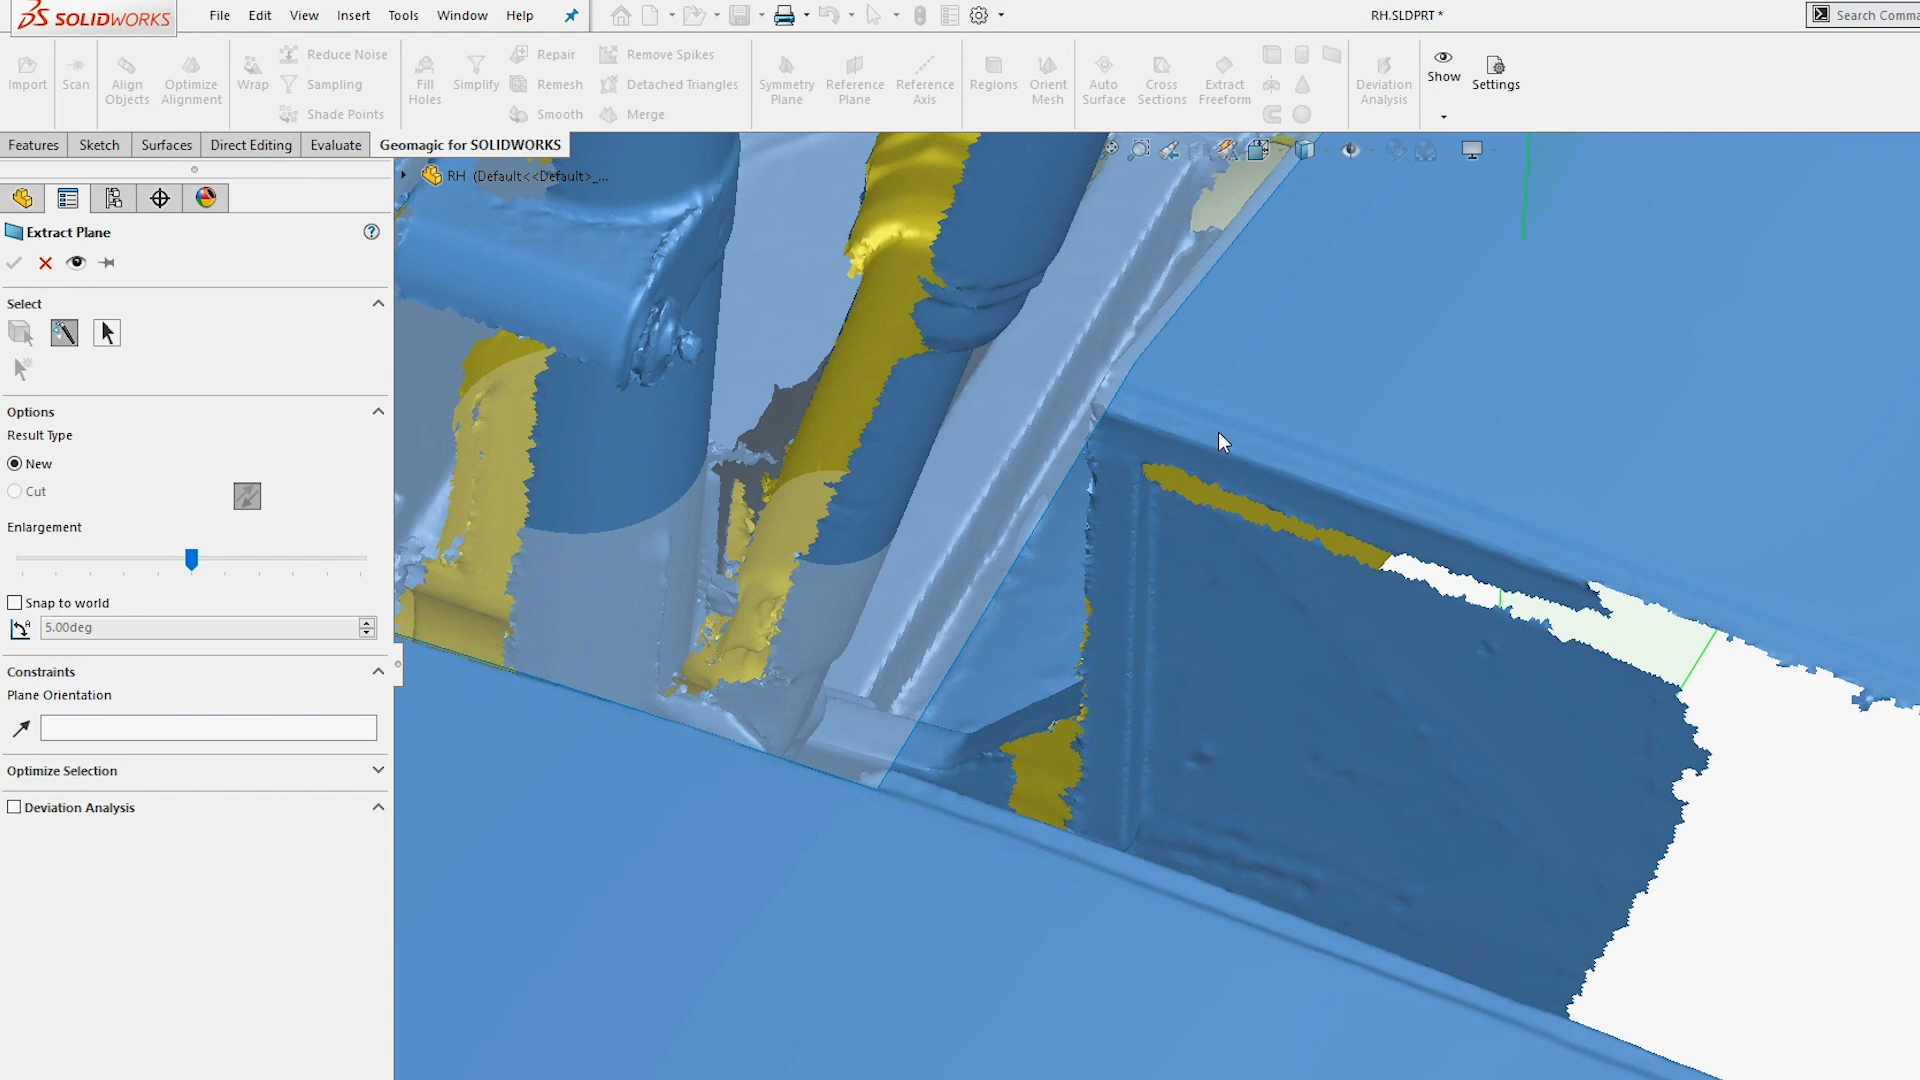 SOLIDWORKS
File Edit View Insert Tools Window Help
RH.SLDPRT *
Search Comma
Import
Scan
Align Objects
Optimize Alignment
Wrap
Reduce Noise
Sampling
Shade Points
Fill Holes
Simplify
Repair
Remesh
Smooth
Remove Spikes
Detached Triangles
Merge
Symmetry Plane
Reference Plane
Reference Axis
Regions
Orient Mesh
Auto Surface
Cross Sections
Extract Freeform
Deviation Analysis
Show
Settings
Features Sketch Surfaces Direct Editing Evaluate Geomagic for SOLIDWORKS
RH (Default<<Default>_...
Extract Plane
Select
Options
Result Type
New
Cut
Enlargement
Snap to world
5.00deg
Constraints
Plane Orientation
Optimize Selection
Deviation Analysis